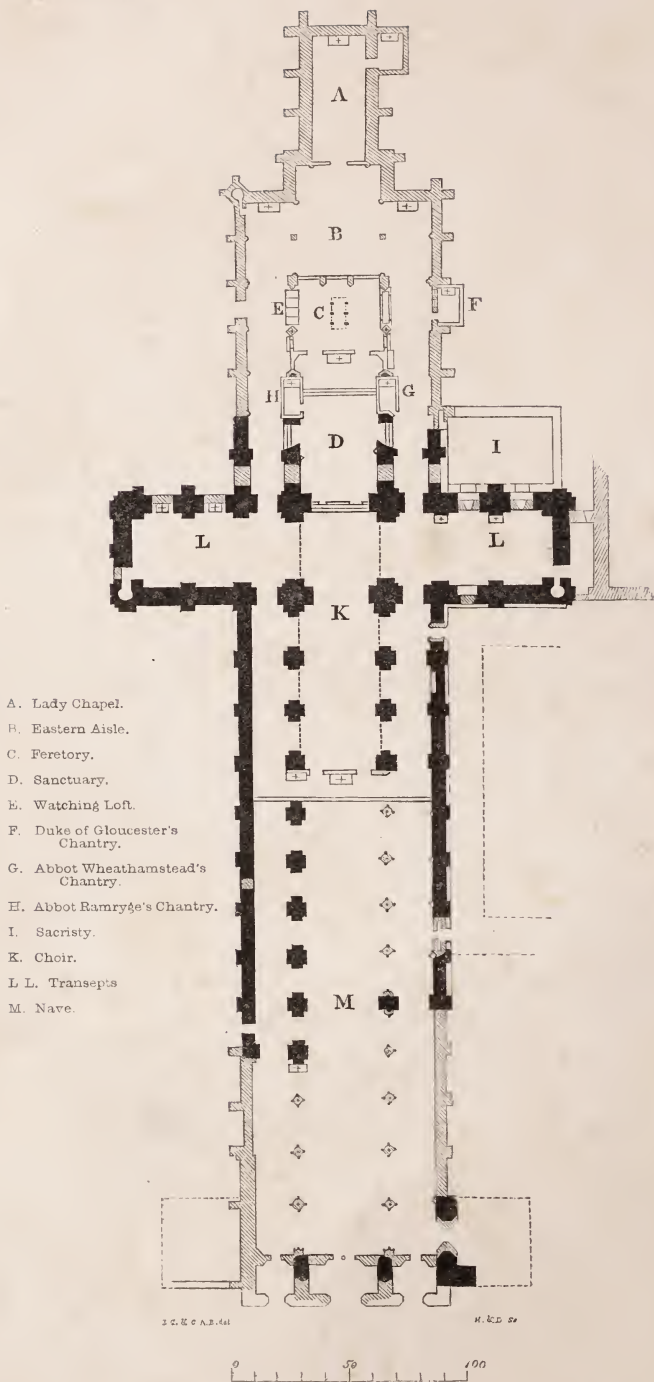 A
B
E
C
F
H
G
D
I
L
L
K
A. Lady Chapel.
B. Eastern Aisle.
C. Feretory.
D. Sanctuary.
E. Watching Loft.
F. Duke of Gloucester's
Chantry.
G. Abbot Wheathamstead's
Chantry.
H. Abbot Ramryge's Chantry.
I. Sacristy.
K. Choir.
L L. Transepts
M. Nave.
M
0 50 100